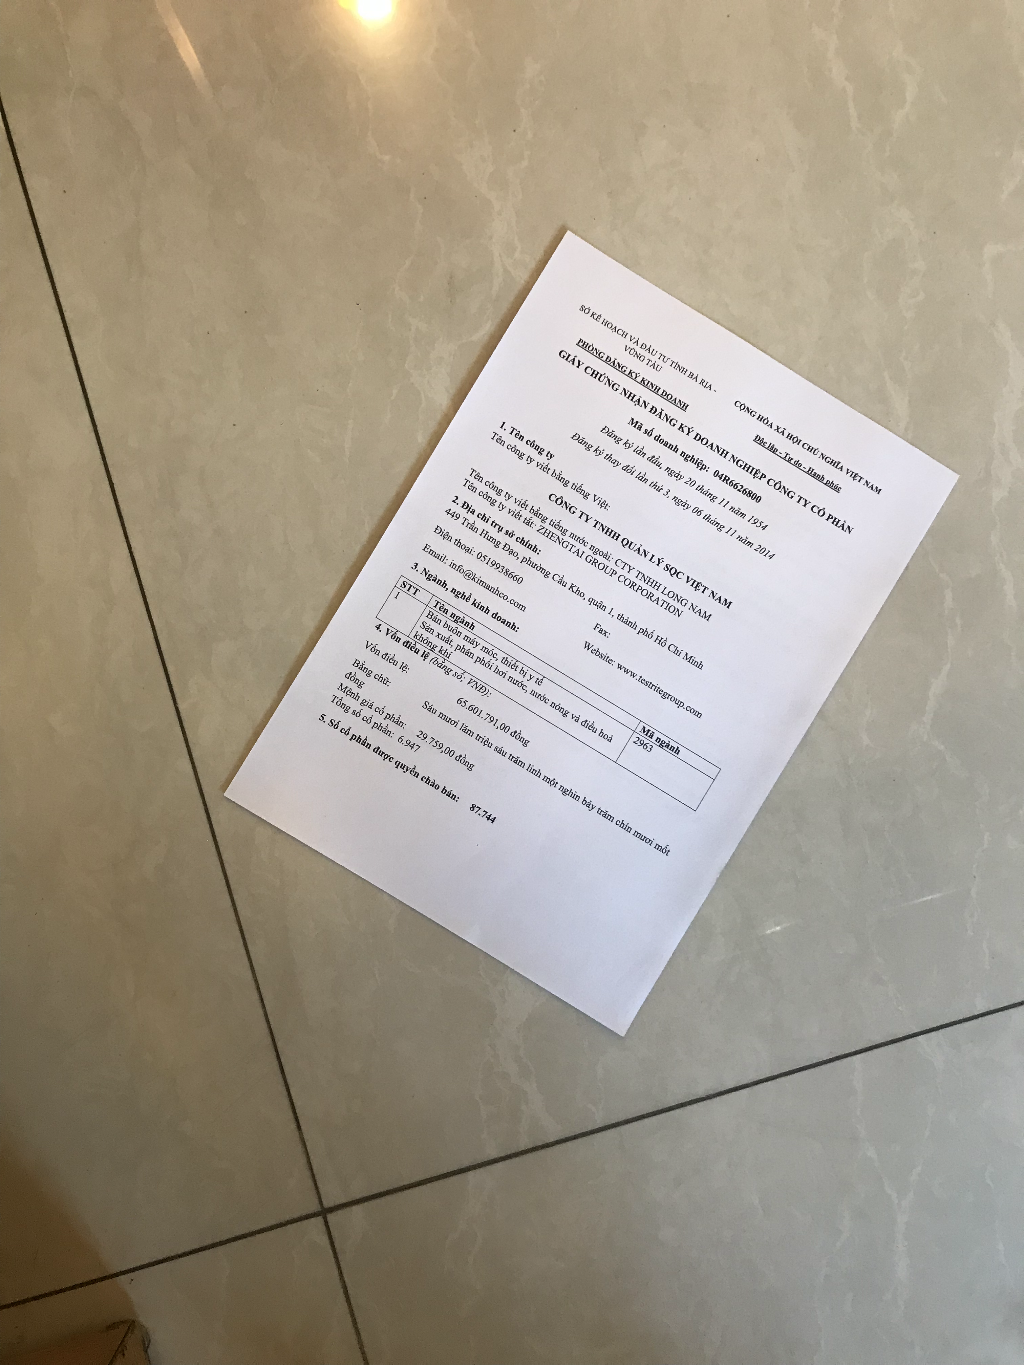 SỞ KẾ HOẠCH VÀ ĐẦU TƯ TỈNH BÀ RỊA -
VŨNG TÀU
PHÒNG ĐĂNG KÝ KINH DOANH
CỘNG HÒA XÃ HỘI CHỦ NGHĨA VIỆT NAM
Độc lập - Tự do - Hạnh phúc
GIẤY CHỨNG NHẬN ĐĂNG KÝ DOANH NGHIỆP CÔNG TY CỔ PHẦN
Mã số doanh nghiệp: 04R6626800
Đăng ký lần đầu, ngày 20 tháng 11 năm 1954
Đăng ký thay đổi lần thứ 3, ngày 06 tháng 11 năm 2014
1. Tên công ty
Tên công ty viết bằng tiếng Việt:
CÔNG TY TNHH QUẢN LÝ SQC VIỆT NAM
Tên công ty viết bằng tiếng nước ngoài: CTY TNHH LONG NAM
Tên công ty viết tắt: ZHENGTAI GROUP CORPORATION
2. Địa chỉ trụ sở chính:
449 Trần Hưng Đạo, phường Cầu Kho, quận 1, thành phố Hồ Chí Minh
Điện thoại: 0519938660 Fax:
Email: info@kimanhco.com Website: www.testritegroup.com
3. Ngành, nghề kinh doanh:
STT Tên ngành Mã ngành
1 Bán buôn máy móc, thiết bị y tế 2963
Sản xuất, phân phối hơi nước, nước nóng và điều hoà
không khí
4. Vốn điều lệ (bằng số, VNĐ):
Vốn điều lệ: 65.601.791,00 đồng
Bằng chữ: Sáu mươi lăm triệu sáu trăm linh một nghìn bảy trăm chín mươi mốt
đồng
Mệnh giá cổ phần: 29.759,00 đồng
Tổng số cổ phần: 6.947
5. Số cổ phần được quyền chào bán: 87.744